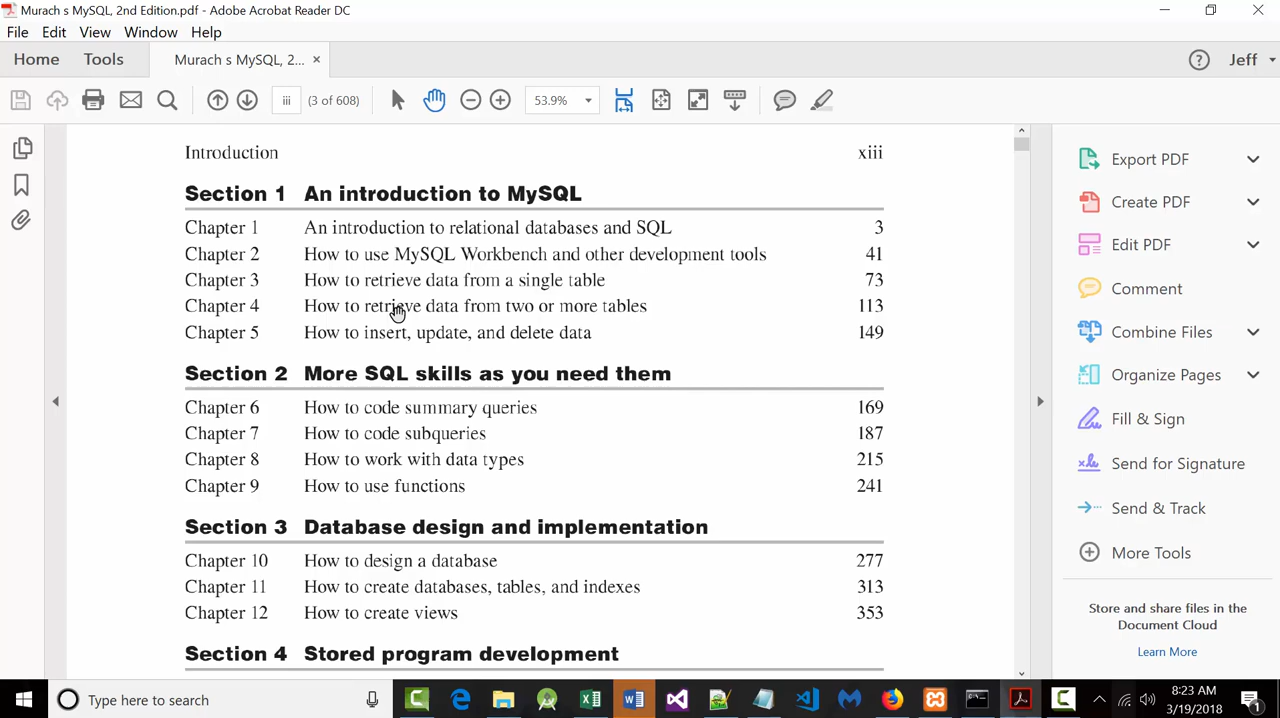 Murach s MySQL, 2nd Edition.pdf - Adobe Acrobat Reader DC
File Edit View Window Help
Home Tools Murach s MySQL, 2... × Jeff
iii (3 of 608) 53.9%
Introduction xiii
Section 1 An introduction to MySQL
Chapter 1 An introduction to relational databases and SQL 3
Chapter 2 How to use MySQL Workbench and other development tools 41
Chapter 3 How to retrieve data from a single table 73
Chapter 4 How to retrieve data from two or more tables 113
Chapter 5 How to insert, update, and delete data 149
Section 2 More SQL skills as you need them
Chapter 6 How to code summary queries 169
Chapter 7 How to code subqueries 187
Chapter 8 How to work with data types 215
Chapter 9 How to use functions 241
Section 3 Database design and implementation
Chapter 10 How to design a database 277
Chapter 11 How to create databases, tables, and indexes 313
Chapter 12 How to create views 353
Section 4 Stored program development
Export PDF
Create PDF
Edit PDF
Comment
Combine Files
Organize Pages
Fill & Sign
Send for Signature
Send & Track
More Tools
Store and share files in the
Document Cloud
Learn More
Type here to search
8:23 AM
3/19/2018